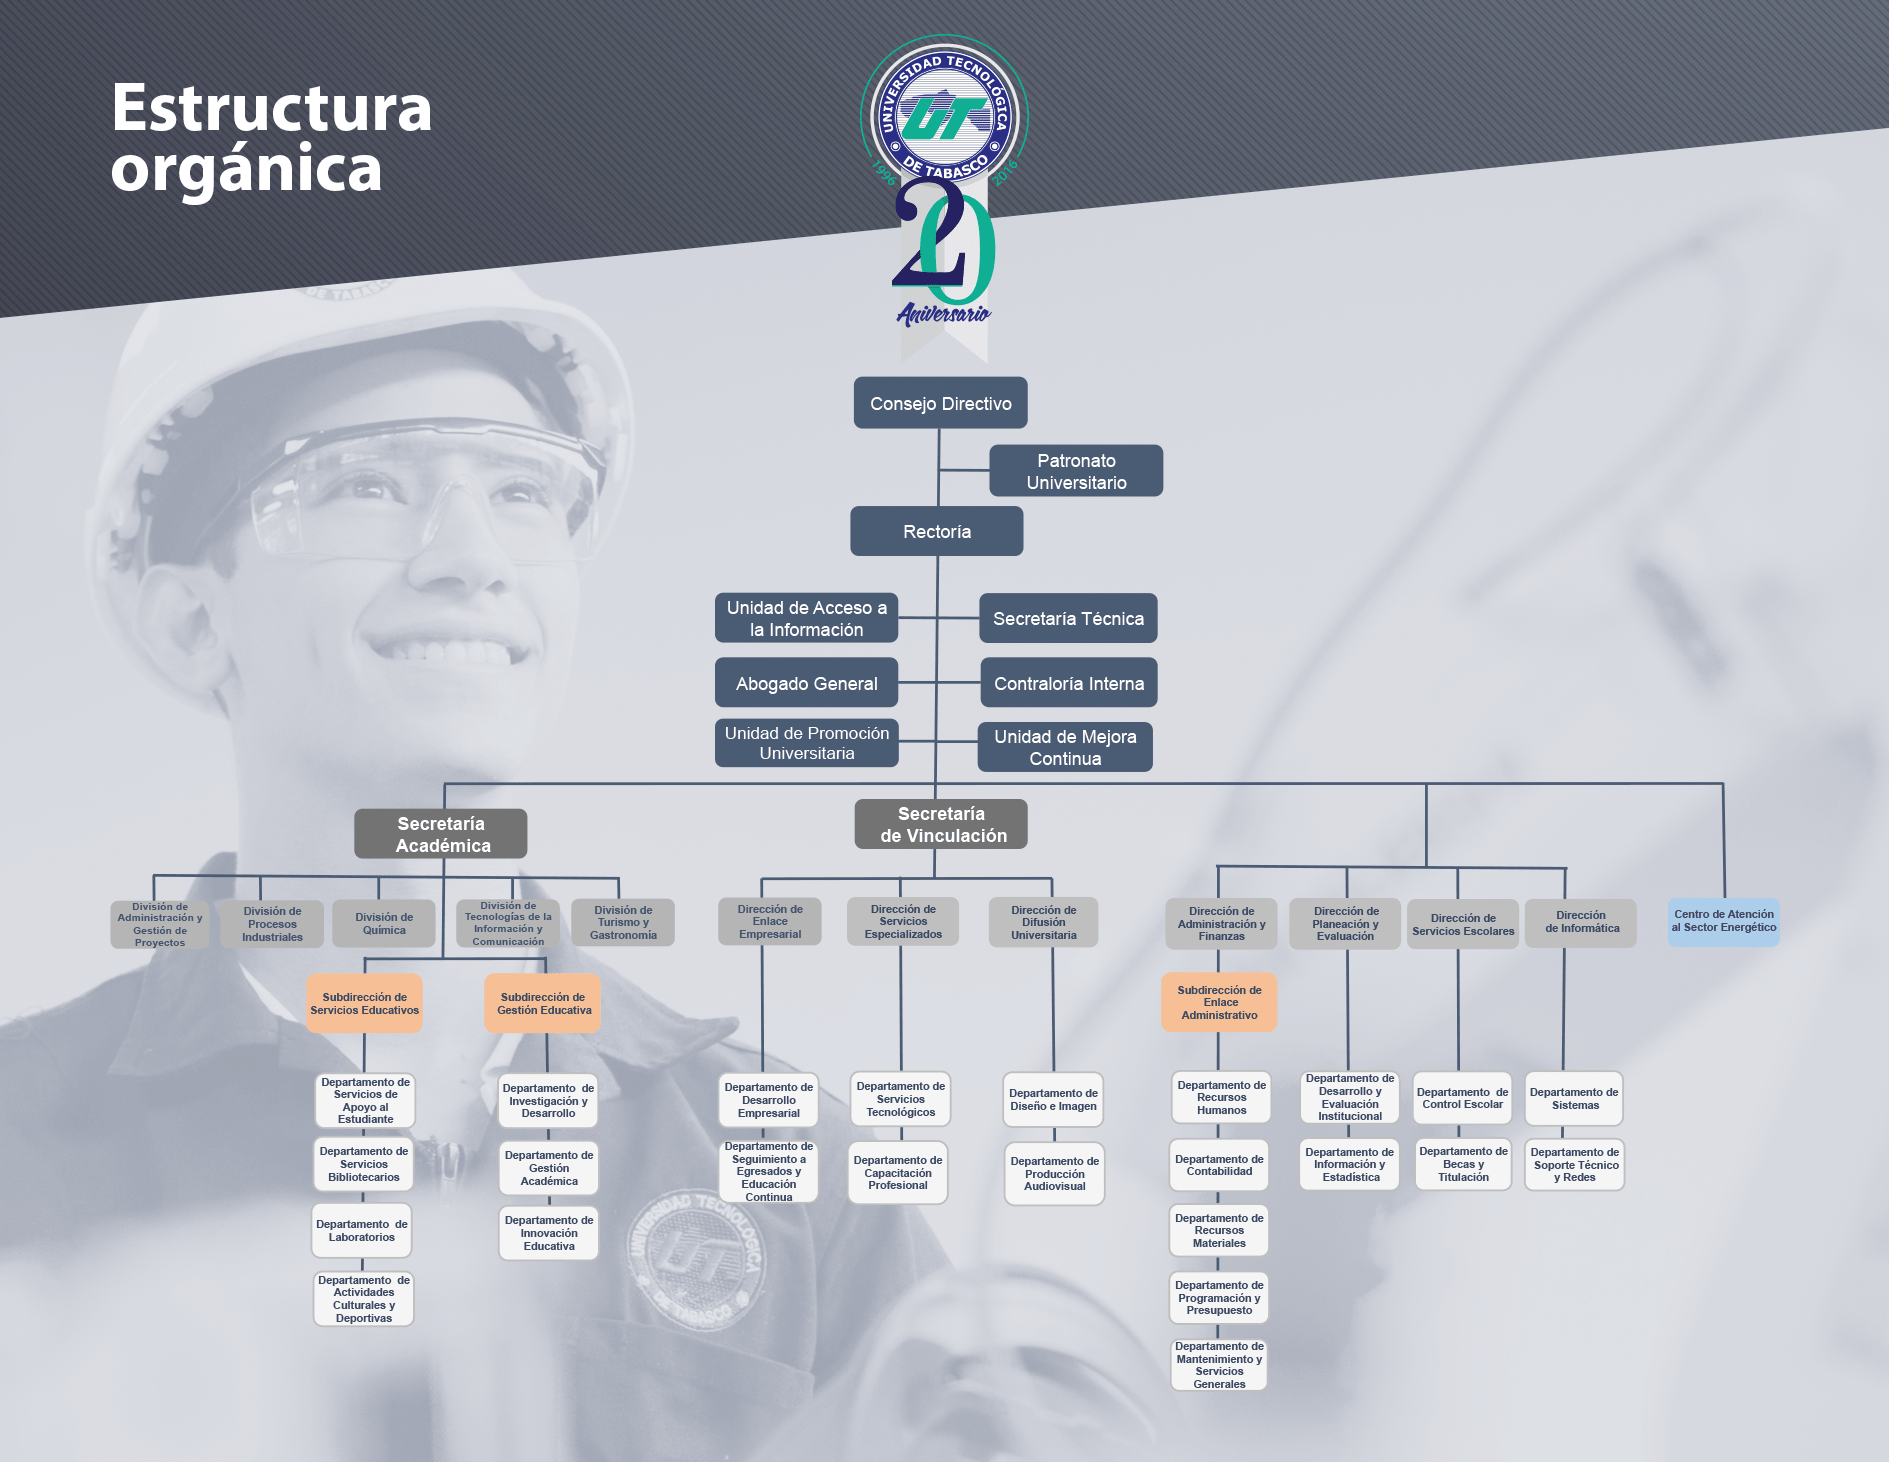 Estructura
orgánica
UNIVERSIDAD TECNOLÓGICA
DE TABASCO
1996
2016
20
Aniversario
Consejo Directivo
Patronato
Universitario
Rectoría
Unidad de Acceso a
la Información
Secretaría Técnica
Abogado General
Contraloría Interna
Unidad de Promoción
Universitaria
Unidad de Mejora
Continua
Secretaría
Académica
Secretaría
de Vinculación
División de
Administración y
Gestión de
Proyectos
División de
Procesos
Industriales
División de
Química
División de
Tecnologías de la
Información y
Comunicación
División de
Turismo y
Gastronomía
Dirección de
Enlace
Empresarial
Dirección de
Servicios
Especializados
Dirección de
Difusión
Universitaria
Dirección de
Administración y
Finanzas
Dirección de
Planeación y
Evaluación
Dirección de
Servicios Escolares
Dirección
de Informática
Centro de Atención
al Sector Energético
Subdirección de
Servicios Educativos
Subdirección de
Gestión Educativa
Subdirección de
Enlace
Administrativo
Departamento de
Servicios de
Apoyo al
Estudiante
Departamento de
Servicios
Bibliotecarios
Departamento de
Laboratorios
Departamento de
Actividades
Culturales y
Deportivas
Departamento de
Investigación y
Desarrollo
Departamento de
Gestión
Académica
Departamento de
Innovación
Educativa
Departamento de
Desarrollo
Empresarial
Departamento de
Seguimiento a
Egresados y
Educación
Continua
Departamento de
Servicios
Tecnológicos
Departamento de
Capacitación
Profesional
Departamento de
Diseño e Imagen
Departamento de
Producción
Audiovisual
Departamento de
Recursos
Humanos
Departamento de
Contabilidad
Departamento de
Recursos
Materiales
Departamento de
Programación y
Presupuesto
Departamento de
Mantenimiento y
Servicios
Generales
Departamento de
Desarrollo y
Evaluación
Institucional
Departamento de
Información y
Estadística
Departamento de
Control Escolar
Departamento de
Becas y
Titulación
Departamento de
Sistemas
Departamento de
Soporte Técnico
y Redes
UNIVERSIDAD TECNOLÓGICA
UT
DE TABASCO
DE TABASCO